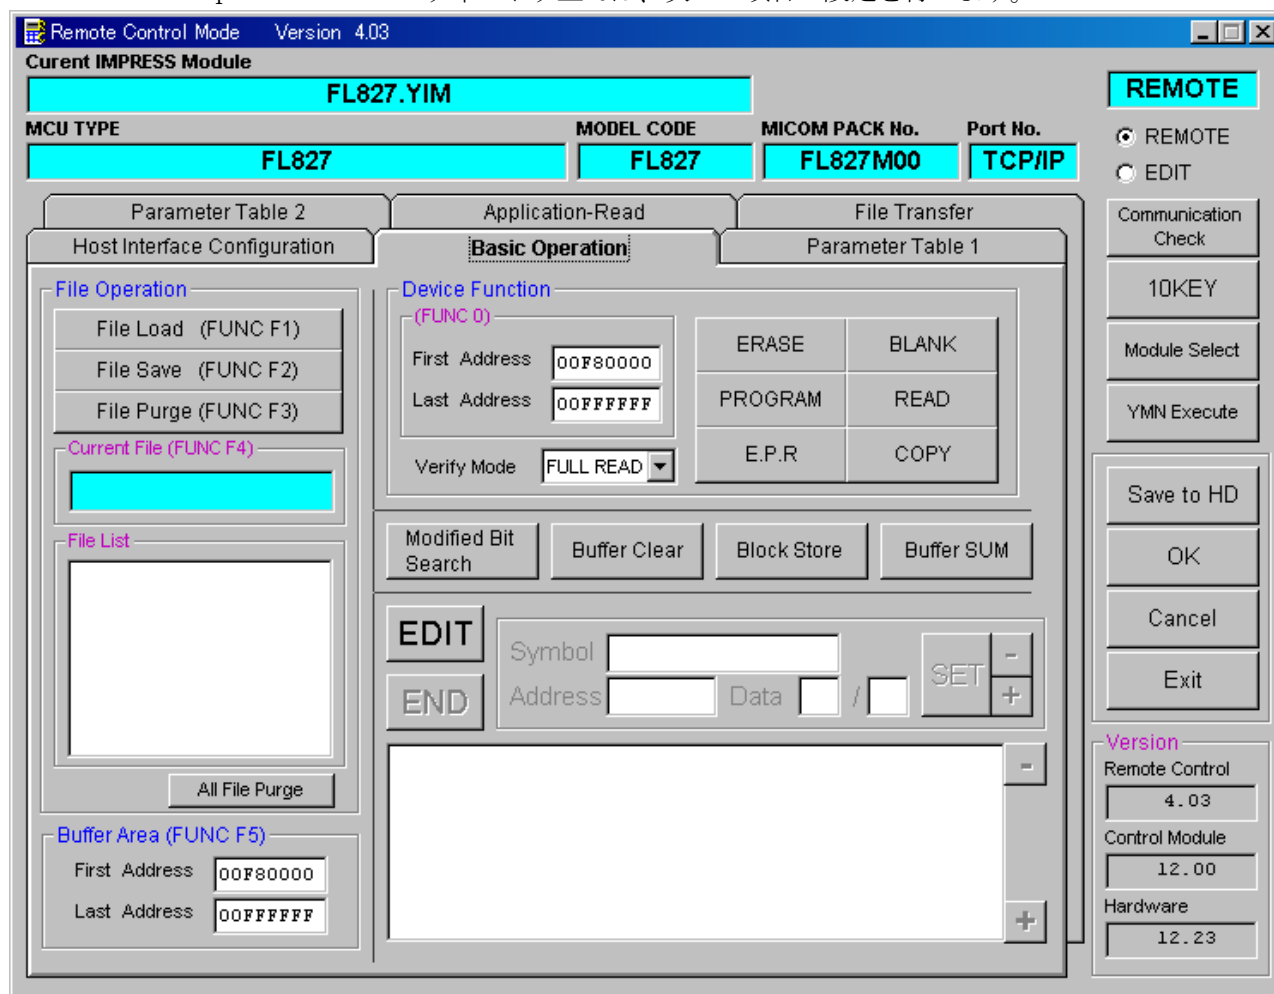 Remote Control Mode Version 4.03
Curent IMPRESS Module
FL827.YIM
REMOTE
MCU TYPE MODEL CODE MICOM PACK No. Port No.
FL827 FL827 FL827M00 TCP/IP
REMOTE
EDIT
Parameter Table 2 Application-Read File Transfer
Host Interface Configuration Basic Operation Parameter Table 1
Communication
Check
10KEY
Module Select
YMN Execute
File Operation
File Load (FUNC F1)
File Save (FUNC F2)
File Purge (FUNC F3)
Current File (FUNC F4)
File List
All File Purge
Buffer Area (FUNC F5)
First Address 00F80000
Last Address 00FFFFFF
Device Function
(FUNC 0)
First Address 00F80000
Last Address 00FFFFFF
Verify Mode FULL READ
ERASE BLANK
PROGRAM READ
E.P.R COPY
Modified Bit
Search
Buffer Clear Block Store Buffer SUM
EDIT
END
Symbol
Address Data /
SET - +
-
+
Save to HD
OK
Cancel
Exit
Version
Remote Control
4.03
Control Module
12.00
Hardware
12.23